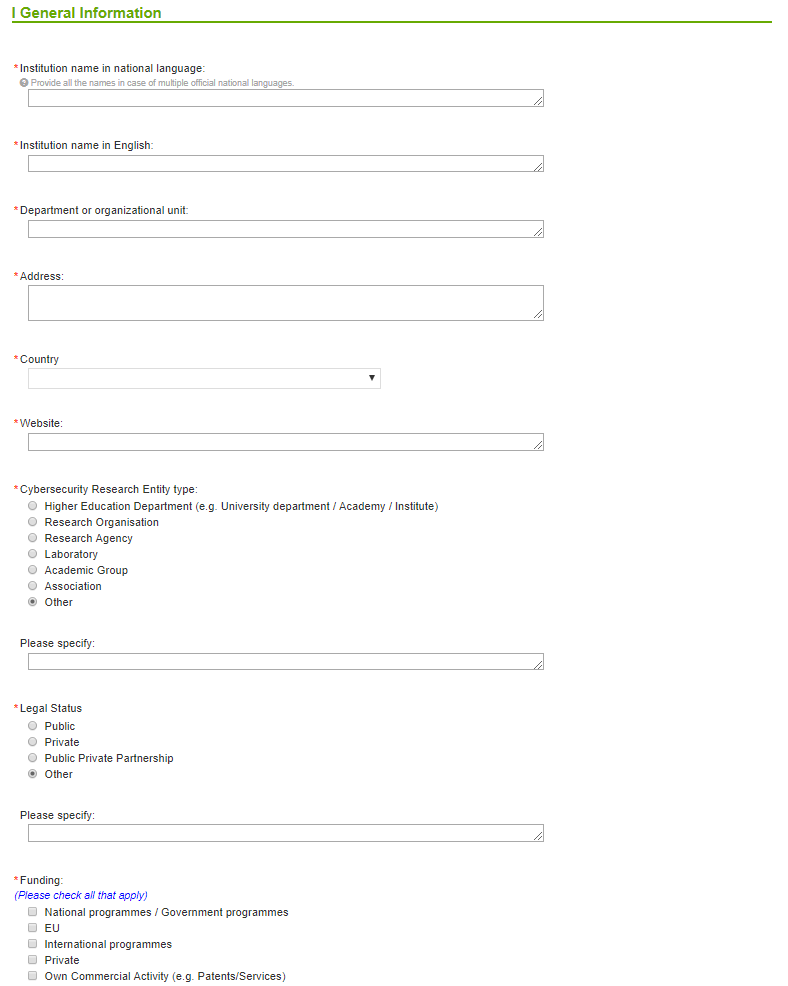 I General Information
*Institution name in national language:
Provide all the names in case of multiple official national languages.
*Institution name in English:
*Department or organizational unit:
*Address:
*Country
*Website:
*Cybersecurity Research Entity type:
Higher Education Department (e.g. University department / Academy / Institute)
Research Organisation
Research Agency
Laboratory
Academic Group
Association
Other
Please specify:
*Legal Status
Public
Private
Public Private Partnership
Other
Please specify:
*Funding:
(Please check all that apply)
National programmes / Government programmes
EU
International programmes
Private
Own Commercial Activity (e.g. Patents/Services)